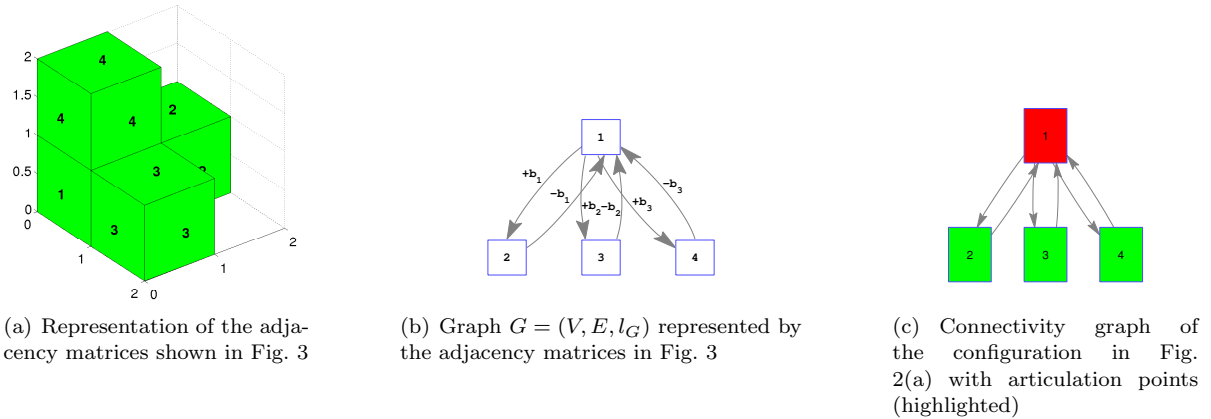 4
2
1.5
1
0.5
0
0
1
2
0
1
2
4
4
2
3
1
3
3
1
+b1
-b1
+b2
-b2
+b3
-b3
2
3
4
1
2
3
4
(a) Representation of the adja-
cency matrices shown in Fig. 3
(b) Graph G = (V, E, lG) represented by
the adjacency matrices in Fig. 3
(c) Connectivity graph of
the configuration in Fig.
2(a) with articulation points
(highlighted)